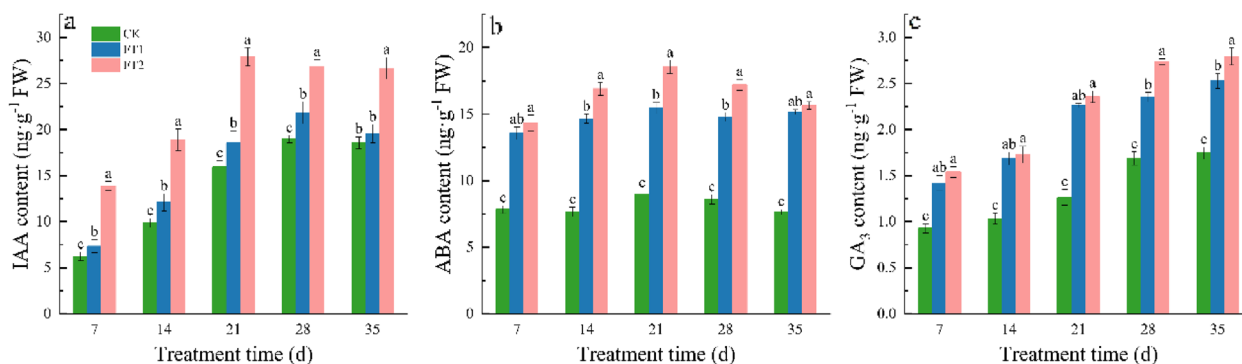 a
CK
FT1
FT2
IAA content (ng·g⁻¹ FW)
30
25
20
15
10
5
0
c b a
c b a
c b a
c b a
b b a
7 14 21 28 35
Treatment time (d)
b
ABA content (ng·g⁻¹ FW)
20
15
10
5
0
c ab a
c b a
c b a
c b a
c ab a
7 14 21 28 35
Treatment time (d)
c
GA₃ content (ng·g⁻¹ FW)
3.0
2.5
2.0
1.5
1.0
0.5
0.0
c ab a
c ab a
c ab a
c b a
c b a
7 14 21 28 35
Treatment time (d)